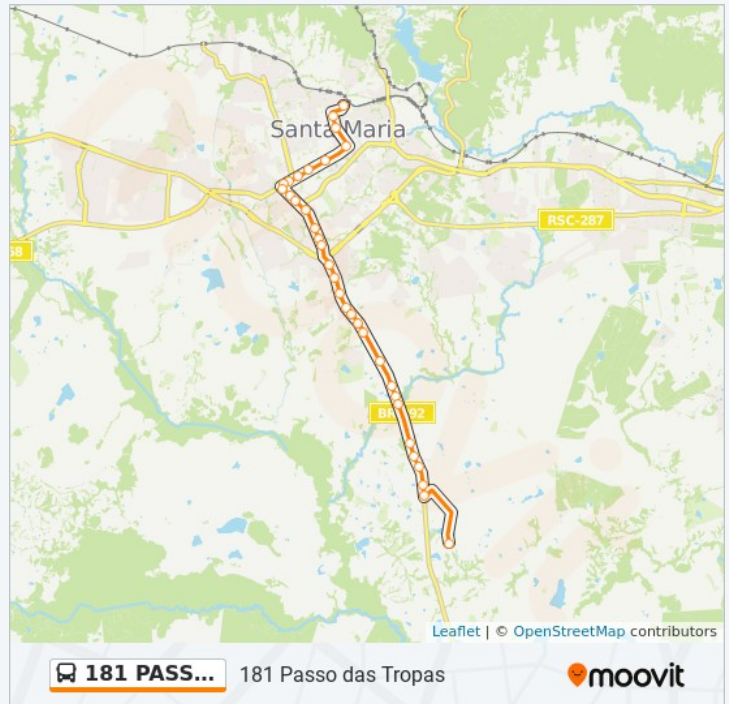 Santa Maria
RSC-287
Leaflet | © OpenStreetMap contributors
181 PASS...
181 Passo das Tropas
moovit